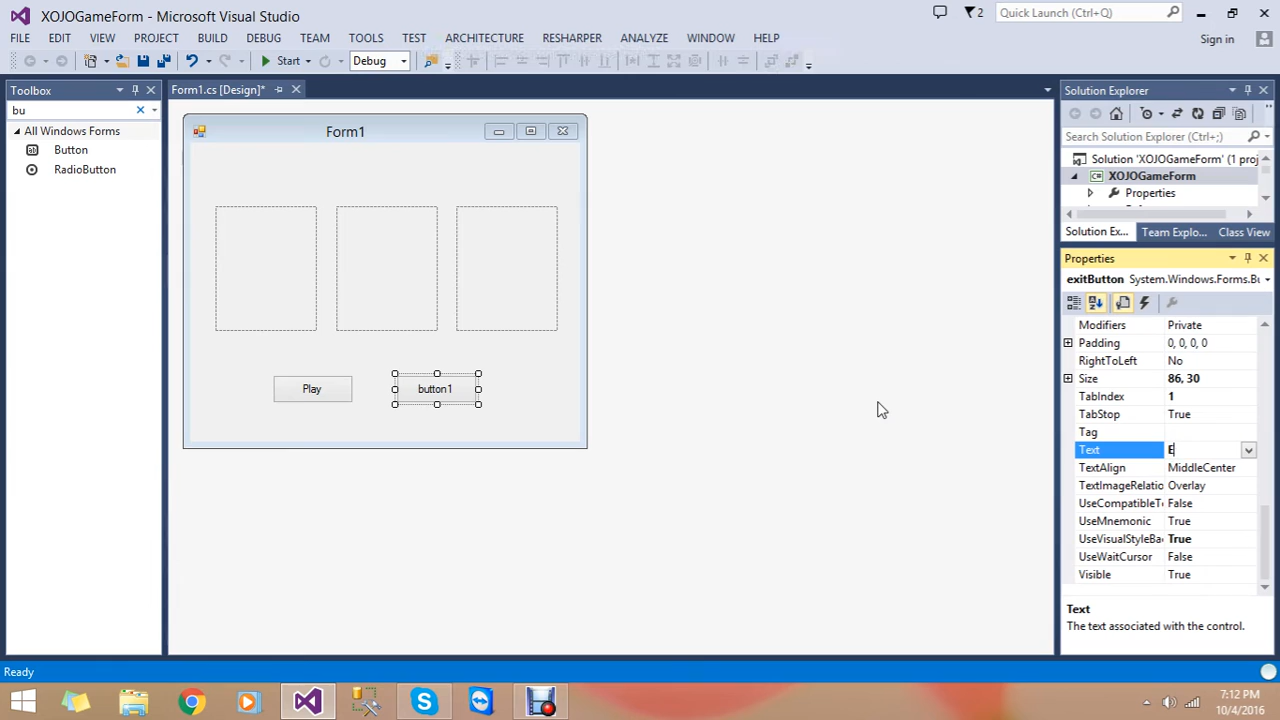 XOJOGameForm - Microsoft Visual Studio
2
Quick Launch (Ctrl+Q)
FILE EDIT VIEW PROJECT BUILD DEBUG TEAM TOOLS TEST ARCHITECTURE RESHARPER ANALYZE WINDOW HELP
Sign in
Start
Debug
Toolbox
bu
All Windows Forms
Button
RadioButton
Form1.cs [Design]*
Form1
Play
button1
Solution Explorer
Search Solution Explorer (Ctrl+;)
Solution 'XOJOGameForm' (1 proj
XOJOGameForm
Properties
Solution Ex... Team Explo... Class View
Properties
exitButton System.Windows.Forms.Bu
Modifiers Private
Padding 0, 0, 0, 0
RightToLeft No
Size 86, 30
TabIndex 1
TabStop True
Tag
Text E
TextAlign MiddleCenter
TextImageRelatio Overlay
UseCompatibleTe False
UseMnemonic True
UseVisualStyleBac True
UseWaitCursor False
Visible True
Text
The text associated with the control.
Ready
7:12 PM
10/4/2016